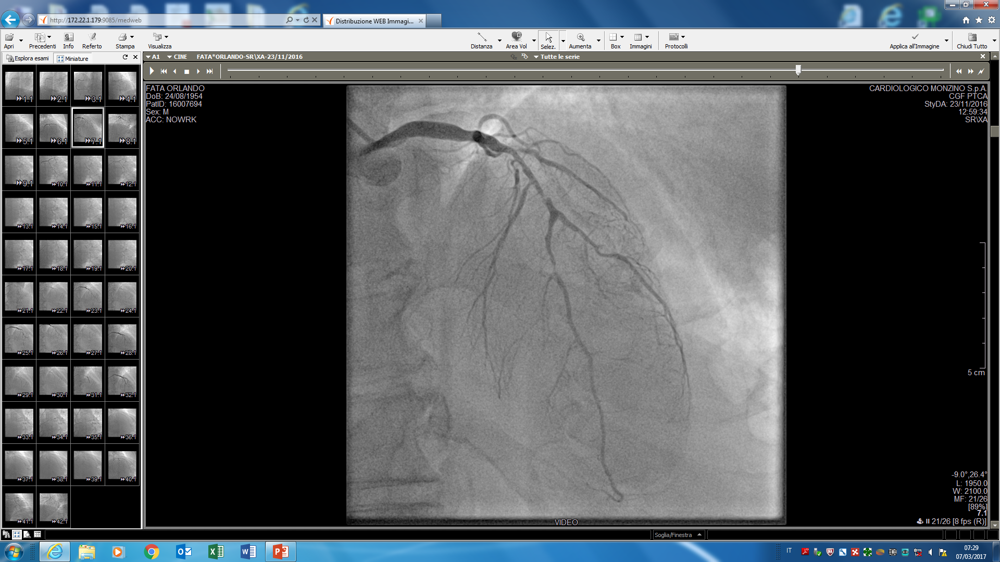 http://172.22.1.179:9085/medweb
Distribuzione WEB Immagi...
Apri
Precedenti
Info
Referto
Stampa
Visualizza
Distanza
Area Vol
Selez.
Aumenta
Box
Immagini
Protocolli
Applica all'Immagine
Chiudi Tutto
Esplora esami
Miniature
A1
CINE
FATA*ORLANDO-SR\XA-23/11/2016
Tutte le serie
FATA ORLANDO
DoB: 24/08/1954
PatID: 16007694
Sex: M
ACC: NOWRK
CARDIOLOGICO MONZINO S.p.A.
CGF PTCA
StyDA: 23/11/2016
12:59:34
SR\XA
1.1 2.1 3.1 4.1
5.1 6.1 7.1 8.1
9.1 10.1 11.1 12.1
13.1 14.1 15.1 16.1
17.1 18.1 19.1 20.1
21.1 22.1 23.1 24.1
25.1 26.1 27.1 28.1
29.1 30.1 31.1 32.1
33.1 34.1 35.1 36.1
37.1 38.1 39.1 40.1
41.1 42.1
5 cm
-9.0°,26.4°
L: 1950.0
W: 2100.0
MF: 21/26
[89%]
7.1
21/26 [8 fps (R)]
VIDEO
Soglia/Finestra
IT
07:29
07/03/2017